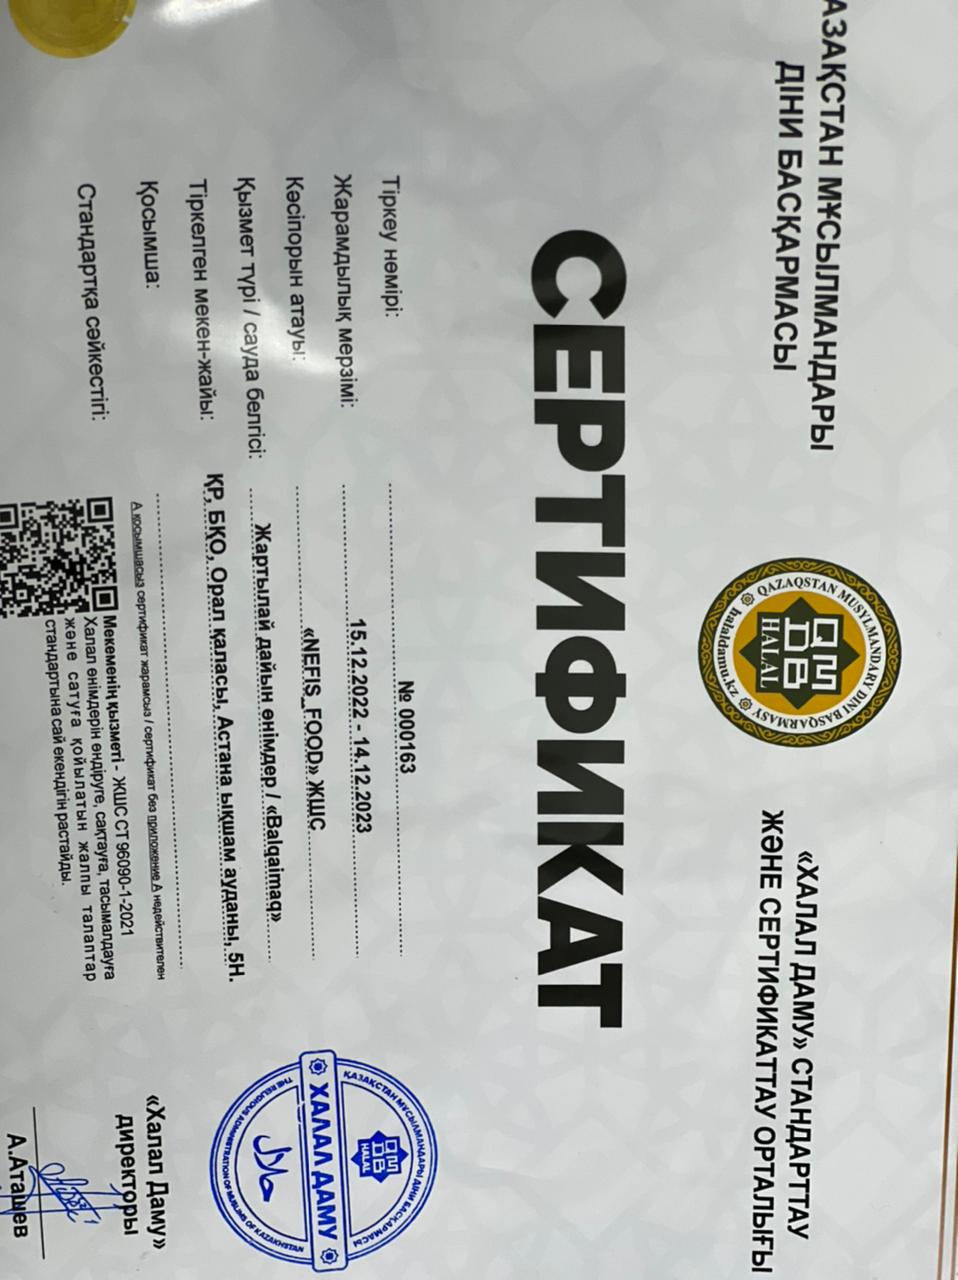 АЗАҚСТАН МҰСЫЛМАНДАРЫ
ДІНИ БАСҚАРМАСЫ
QAZAQSTAN MUSYLMANDARY DINI BASQARMASY
QMDB
HALAL
halaldamu.kz
«ХАЛАЛ ДАМУ» СТАНДАРТТАУ
ЖӘНЕ СЕРТИФИКАТТАУ ОРТАЛЫҒЫ
СЕРТИФИКАТ
Тіркеу нөмірі: № 000163
Жарамдылық мерзімі: 15.12.2022 - 14.12.2023
Кәсіпорын атауы: «NEFIS_FOOD» ЖШС
Қызмет түрі / сауда белгісі: Жартылай дайын өнімдер / «Balqaimaq»
Тіркелген мекен-жайы: ҚР, БҚО, Орал қаласы, Астана ықшам ауданы, 5Н.
Қосымша:
А қосымшасыз сертификат жарамсыз / сертификат без приложение А недействителен
Стандартқа сәйкестігі:
Мекеменің қызметі - ЖШС СТ 96090-1-2021
Халал өнімдерін өндіруге, сақтауға, тасымалдауға
және сатуға қойылатын жалпы талаптар
стандартына сай екендігін растайды.
ҚАЗАҚСТАН МҰСЫЛМАНДАРЫ ДІНИ БАСҚАРМАСЫ
QMDB
HALAL
ХАЛАЛ ДАМУ
THE RELIGIOUS ADMINISTRATION OF MUSLIMS OF KAZAKHSTAN
«Халал Даму»
директоры
А.Аташев